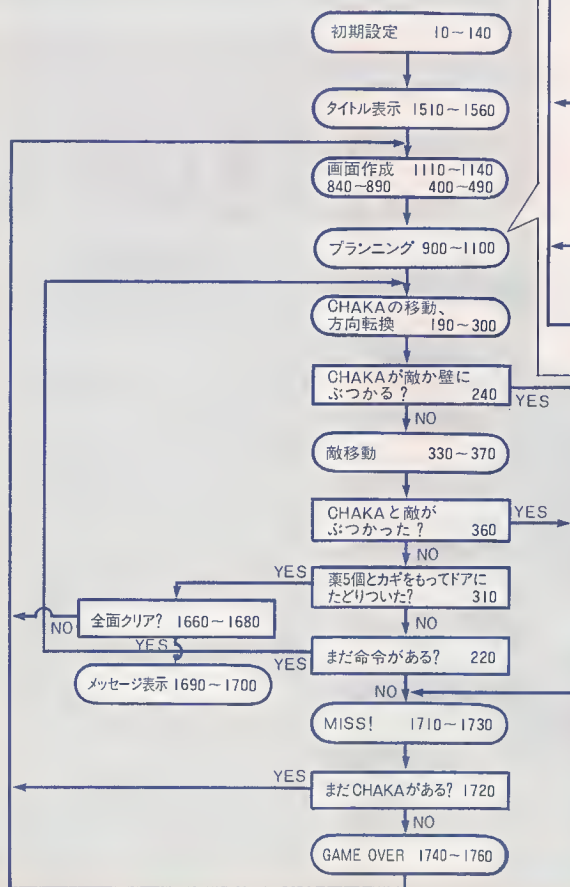 初期設定 10～140
タイトル表示 1510～1560
画面作成 1110～1140
840～890 400～490
プランニング 900～1100
CHAKAの移動、
方向転換 190～300
CHAKAが敵か壁に
ぶつかる? 240
YES
NO
敵移動 330～370
CHAKAと敵が
ぶつかった? 360
YES
NO
薬5個とカギをもってドアに
たどりついた? 310
YES
NO
全面クリア? 1660～1680
NO
YES
まだ命令がある? 220
YES
メッセージ表示 1690～1700
NO
MISS! 1710～1730
まだCHAKAがある? 1720
YES
NO
GAME OVER 1740～1760